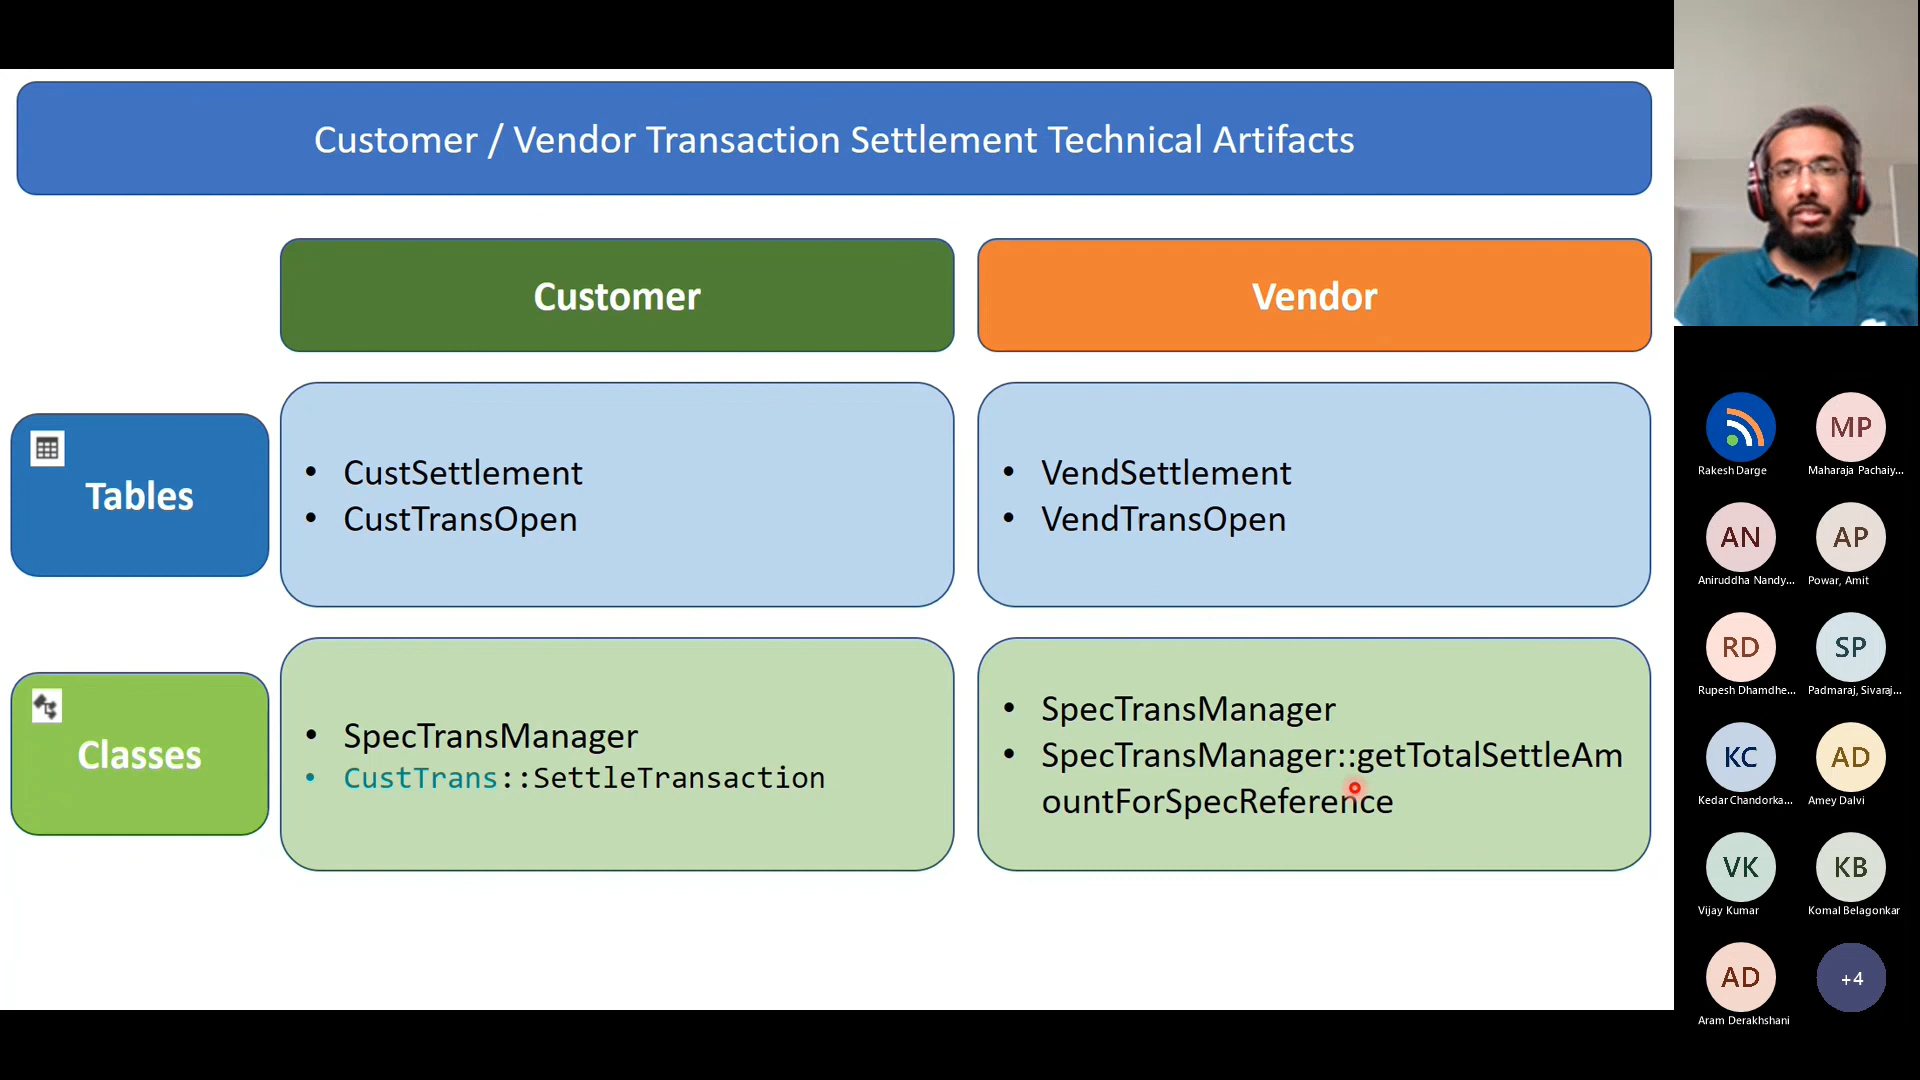 Customer / Vendor Transaction Settlement Technical Artifacts
Customer
Vendor
Tables
• CustSettlement
• CustTransOpen
• VendSettlement
• VendTransOpen
Classes
• SpecTransManager
• CustTrans::SettleTransaction
• SpecTransManager
• SpecTransManager::getTotalSettleAm
ountForSpecReference
Rakesh Darge
MP
Maharaja Pachaiy...
AN
Aniruddha Nandy...
AP
Powar, Amit
RD
Rupesh Dhamdhe...
SP
Padmaraj, Sivaraj...
KC
Kedar Chandorka...
AD
Amey Dalvi
VK
Vijay Kumar
KB
Komal Belagonkar
AD
Aram Derakhshani
+4